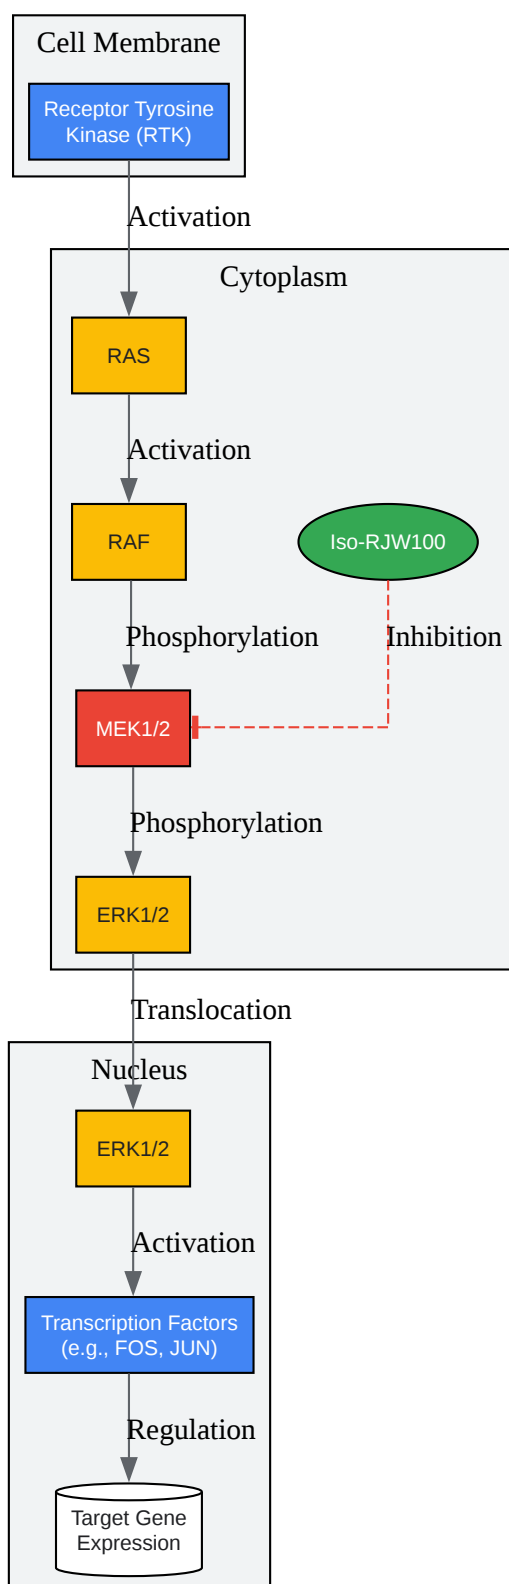 Cell Membrane
Receptor Tyrosine
Kinase (RTK)
Activation
Cytoplasm
RAS
Activation
RAF
Iso-RJW100
Phosphorylation
Inhibition
MEK1/2
Phosphorylation
ERK1/2
Translocation
Nucleus
ERK1/2
Activation
Transcription Factors
(e.g., FOS, JUN)
Regulation
Target Gene
Expression